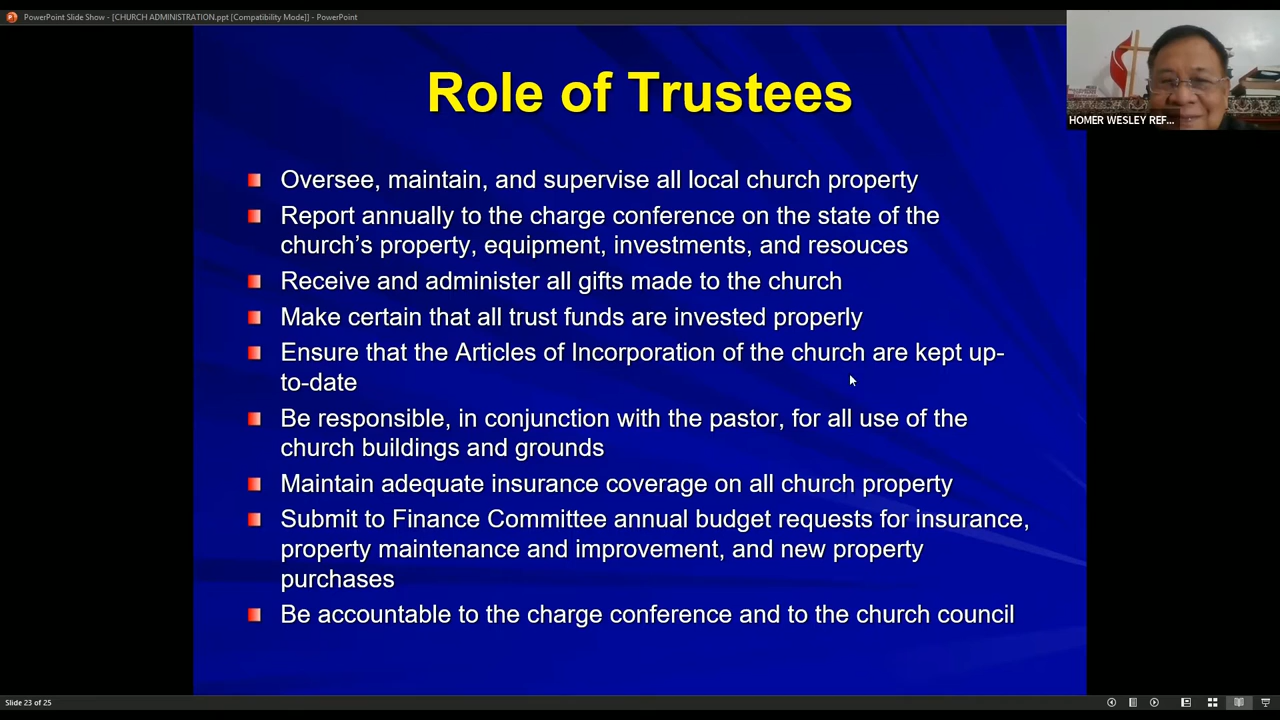 PowerPoint Slide Show - [CHURCH ADMINISTRATION.ppt [Compatibility Mode]] - PowerPoint
HOMER WESLEY REF...
Role of Trustees
Oversee, maintain, and supervise all local church property
Report annually to the charge conference on the state of the
church's property, equipment, investments, and resouces
Receive and administer all gifts made to the church
Make certain that all trust funds are invested properly
Ensure that the Articles of Incorporation of the church are kept up-
to-date
Be responsible, in conjunction with the pastor, for all use of the
church buildings and grounds
Maintain adequate insurance coverage on all church property
Submit to Finance Committee annual budget requests for insurance,
property maintenance and improvement, and new property
purchases
Be accountable to the charge conference and to the church council
Slide 23 of 25